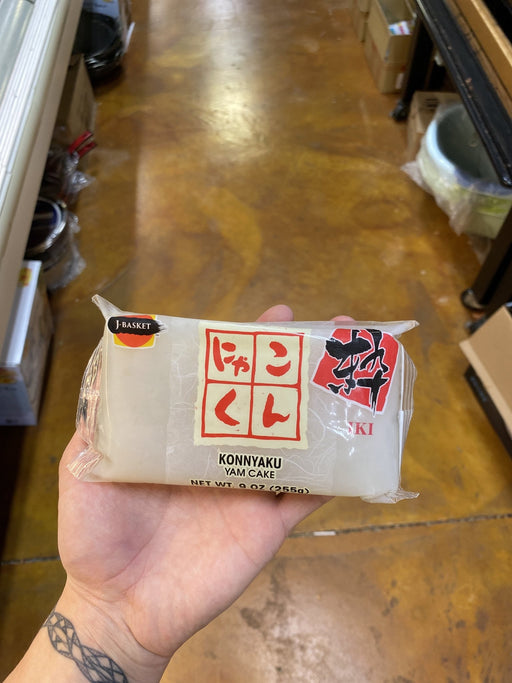 J-BASKET
にゃこ
くん
KONNYAKU
YAM CAKE
NET WT. 9 OZ (255g)